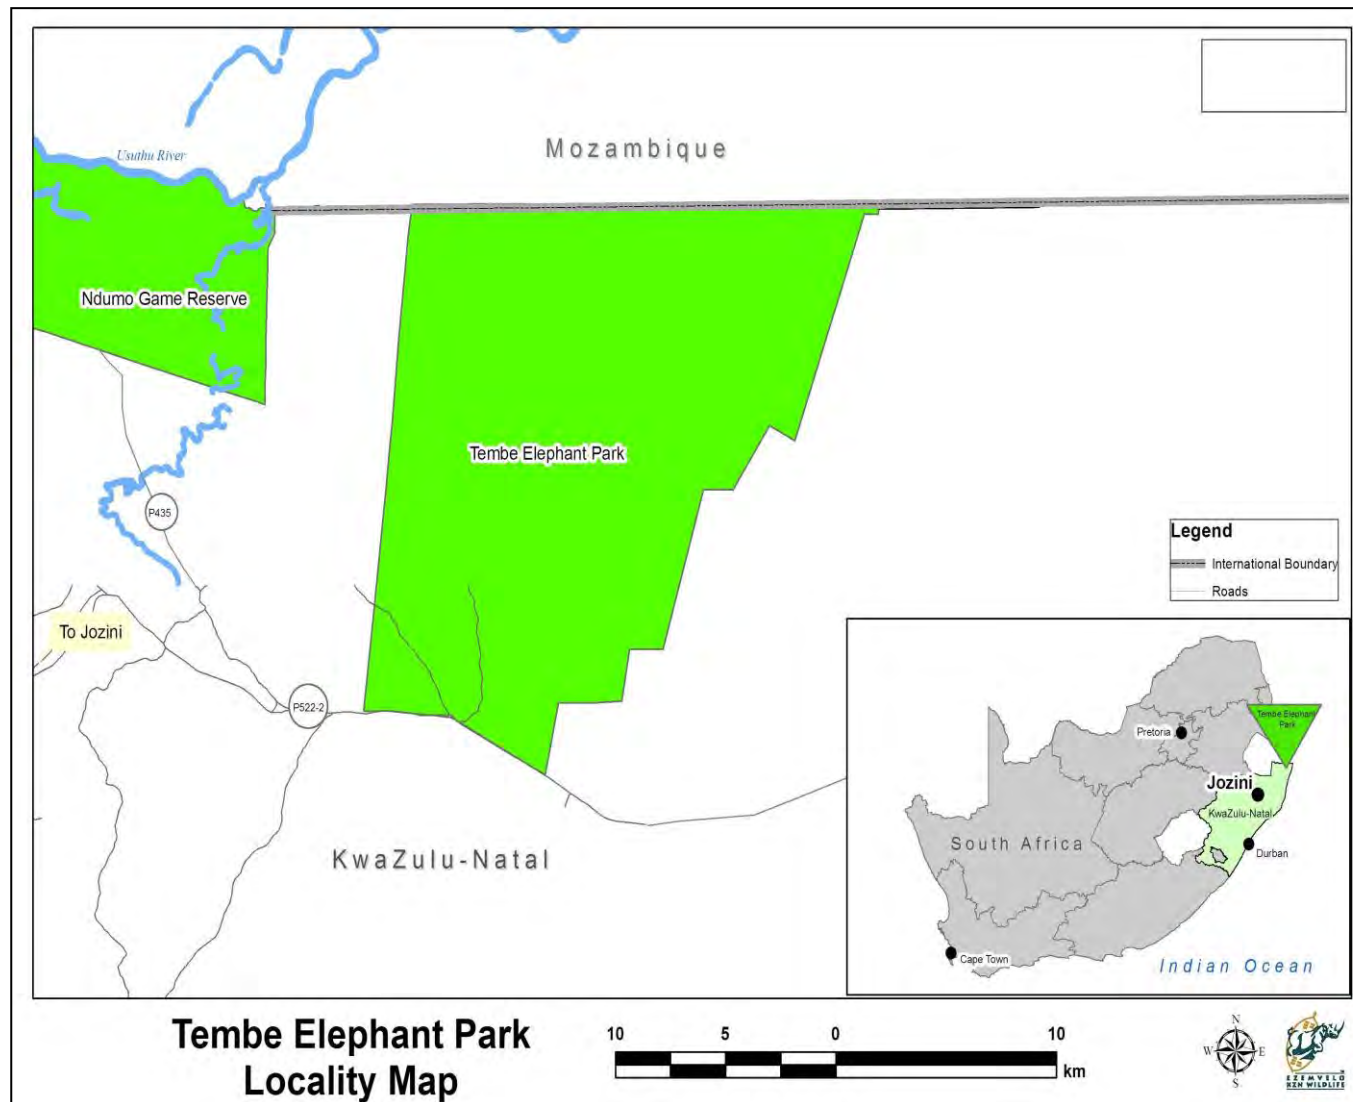 Usuthu River
Mozambique
Ndumo Game Reserve
Tembe Elephant Park
P435
Legend
International Boundary
Roads
To Jozini
P522-2
Tembe Elephant
Park
Pretoria
Jozini
KwaZulu-Natal
South Africa
Durban
Cape Town
Indian Ocean
KwaZulu-Natal
Tembe Elephant Park
Locality Map
10 5 0 10
km
N
W E
S
EZEMVELO
KZN WILDLIFE